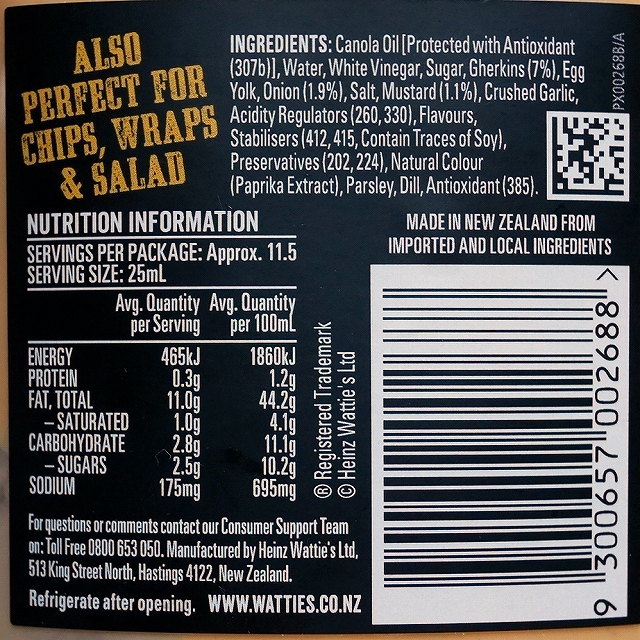 ALSO
PERFECT FOR
CHIPS, WRAPS
& SALAD
INGREDIENTS: Canola Oil [Protected with Antioxidant
(307b)], Water, White Vinegar, Sugar, Gherkins (7%), Egg
Yolk, Onion (1.9%), Salt, Mustard (1.1%), Crushed Garlic,
Acidity Regulators (260, 330), Flavours,
Stabilisers (412, 415, Contain Traces of Soy),
Preservatives (202, 224), Natural Colour
(Paprika Extract), Parsley, Dill, Antioxidant (385).
PX00268B/A
NUTRITION INFORMATION
SERVINGS PER PACKAGE: Approx. 11.5
SERVING SIZE: 25mL
Avg. Quantity Avg. Quantity
per Serving per 100mL
ENERGY 465kJ 1860kJ
PROTEIN 0.3g 1.2g
FAT, TOTAL 11.0g 44.2g
– SATURATED 1.0g 4.1g
CARBOHYDRATE 2.8g 11.1g
– SUGARS 2.5g 10.2g
SODIUM 175mg 695mg
® Registered Trademark
© Heinz Wattie's Ltd
MADE IN NEW ZEALAND FROM
IMPORTED AND LOCAL INGREDIENTS
9 300657 002688 >
For questions or comments contact our Consumer Support Team
on: Toll Free 0800 653 050. Manufactured by Heinz Wattie's Ltd,
513 King Street North, Hastings 4122, New Zealand.
Refrigerate after opening. WWW.WATTIES.CO.NZ